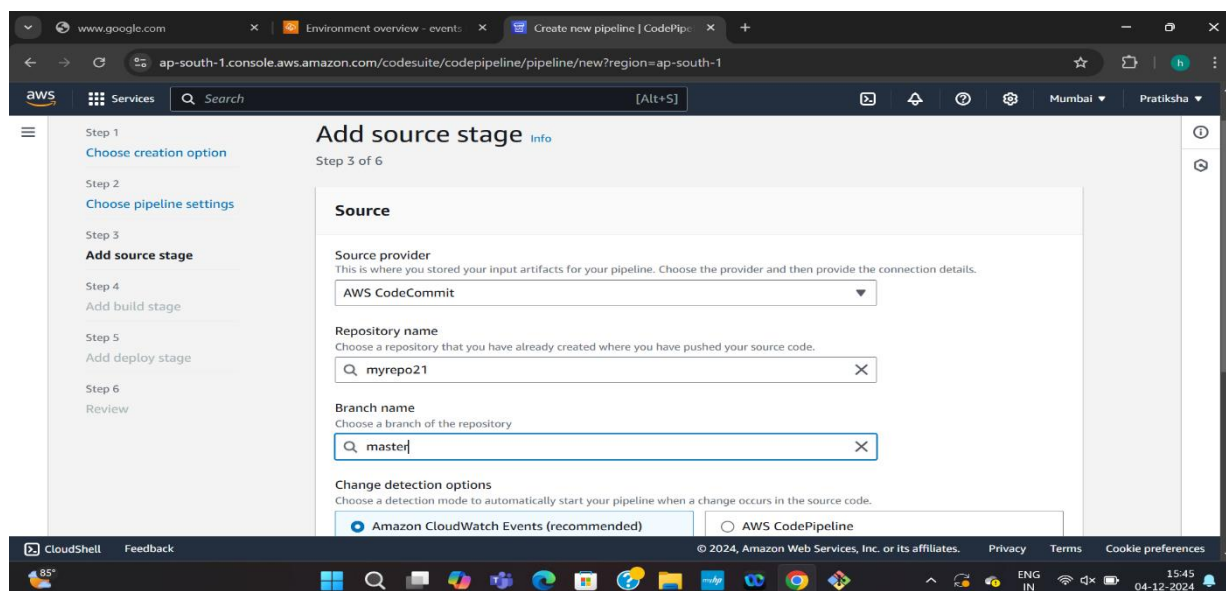 www.google.com
Environment overview - events
Create new pipeline | CodePipe
ap-south-1.console.aws.amazon.com/codesuite/codepipeline/pipeline/new?region=ap-south-1
h
aws
Services
Search
[Alt+S]
Mumbai
Pratiksha
Step 1
Choose creation option
Step 2
Choose pipeline settings
Step 3
Add source stage
Step 4
Add build stage
Step 5
Add deploy stage
Step 6
Review
Add source stage Info
Step 3 of 6
Source
Source provider
This is where you stored your input artifacts for your pipeline. Choose the provider and then provide the connection details.
AWS CodeCommit
Repository name
Choose a repository that you have already created where you have pushed your source code.
myrepo21
Branch name
Choose a branch of the repository
master
Change detection options
Choose a detection mode to automatically start your pipeline when a change occurs in the source code.
Amazon CloudWatch Events (recommended)
AWS CodePipeline
CloudShell
Feedback
© 2024, Amazon Web Services, Inc. or its affiliates.
Privacy
Terms
Cookie preferences
85°
myhp
ENG
IN
15:45
04-12-2024